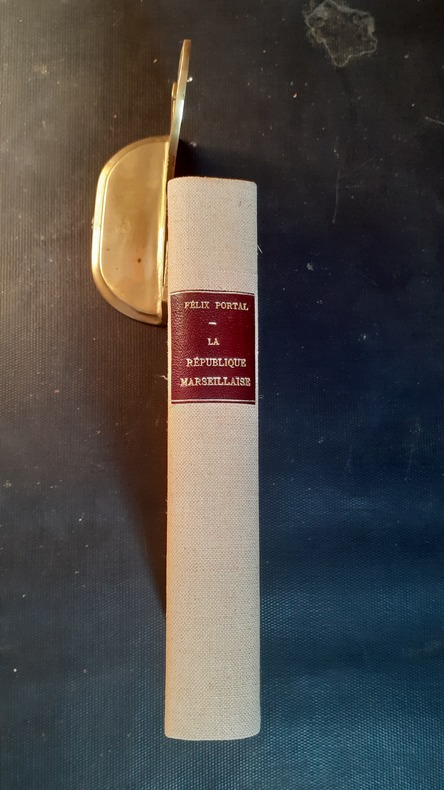 FÉLIX PORTAL
—
LA
RÉPUBLIQUE
MARSEILLAISE